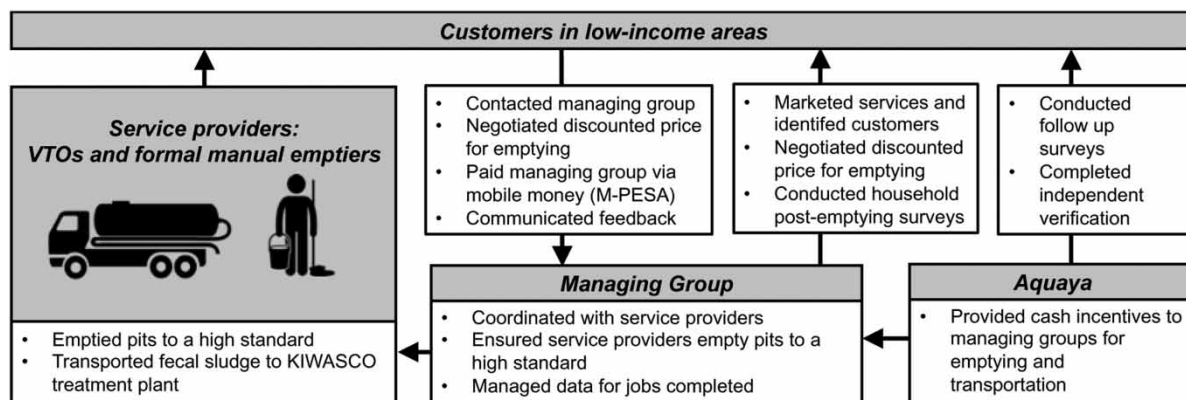 Customers in low-income areas
Service providers:
VTOs and formal manual emptiers
• Emptied pits to a high standard
• Transported fecal sludge to KIWASCO
treatment plant
• Contacted managing group
• Negotiated discounted price
for emptying
• Paid managing group via
mobile money (M-PESA)
• Communicated feedback
• Marketed services and
identifed customers
• Negotiated discounted
price for emptying
• Conducted household
post-emptying surveys
• Conducted
follow up
surveys
• Completed
independent
verification
Managing Group
• Coordinated with service providers
• Ensured service providers empty pits to a
high standard
• Managed data for jobs completed
Aquaya
• Provided cash incentives to
managing groups for
emptying and
transportation